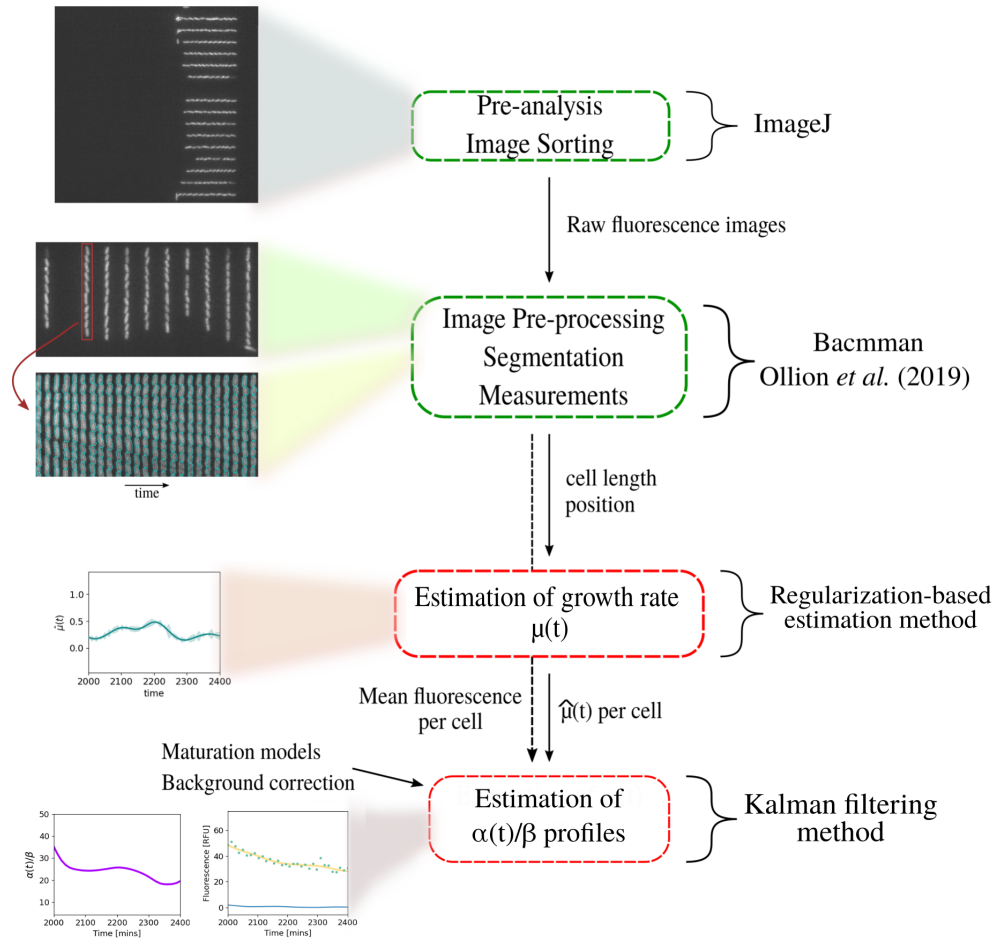 Pre-analysis
Image Sorting
ImageJ
Raw fluorescence images
Image Pre-processing
Segmentation
Measurements
Bacmman
Ollion et al. (2019)
time
cell length
position
Estimation of growth rate
μ(t)
Regularization-based
estimation method
1.0
0.5
0.0
μ̂(t)
2000 2100 2200 2300 2400
time
Mean fluorescence
per cell
μ̂(t) per cell
Maturation models
Background correction
Estimation of
α(t)/β profiles
Kalman filtering
method
50
40
30
20
10
α(t)/β
2000 2100 2200 2300 2400
Time [mins]
60
40
20
0
Fluorescence [RFU]
2000 2100 2200 2300 2400
Time [mins]